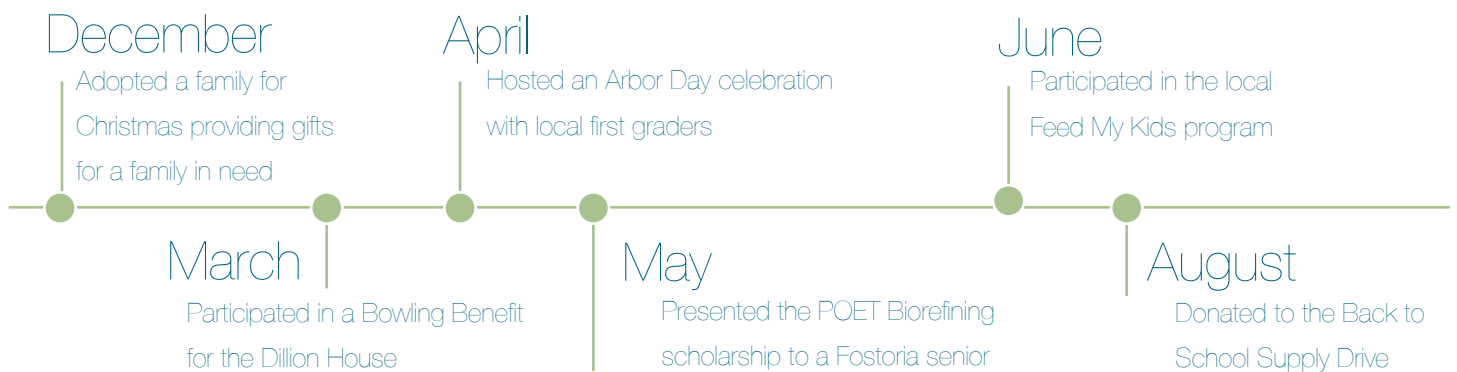 December
Adopted a family for
Christmas providing gifts
for a family in need
March
Participated in a Bowling Benefit
for the Dillion House
April
Hosted an Arbor Day celebration
with local first graders
May
Presented the POET Biorefining
scholarship to a Fostoria senior
June
Participated in the local
Feed My Kids program
August
Donated to the Back to
School Supply Drive